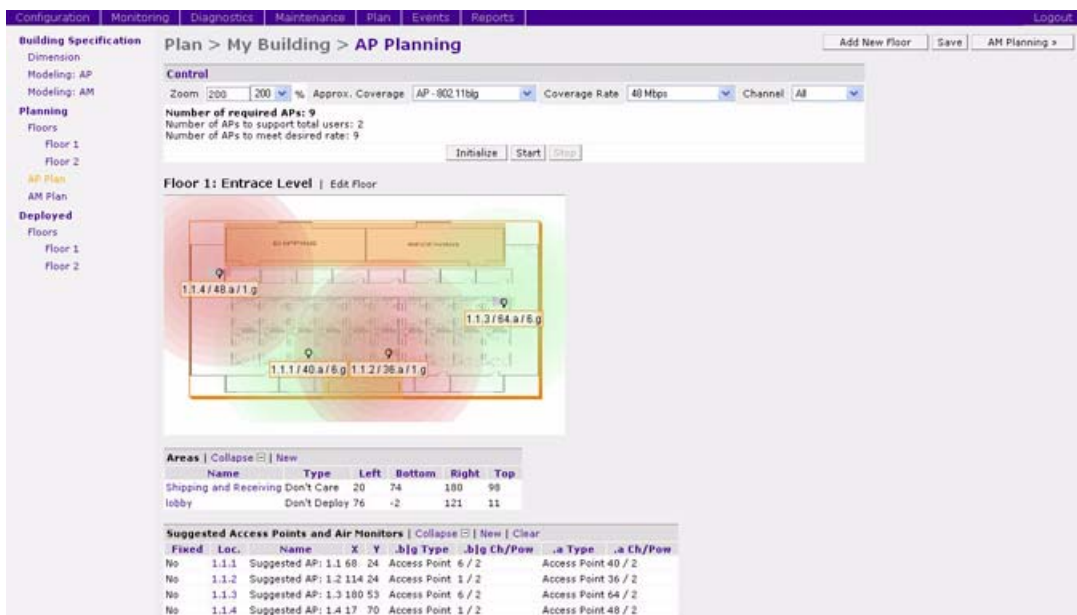 Configuration Monitoring Diagnostics Maintenance Plan Events Reports Logout
Building Specification
Dimension
Modeling: AP
Modeling: AM
Planning
Floors
Floor 1
Floor 2
AP Plan
AM Plan
Deployed
Floors
Floor 1
Floor 2
Plan > My Building > AP Planning
Add New Floor Save AM Planning »
Control
Zoom 200 200 % Approx. Coverage AP - 802.11b|g Coverage Rate 48 Mbps Channel All
Number of required APs: 9
Number of APs to support total users: 2
Number of APs to meet desired rate: 9
Initialize Start Stop
Floor 1: Entrace Level | Edit Floor
SHIPPING RECEIVING
1.1.4 / 48.a / 1.g
1.1.3 / 64.a / 6.g
1.1.1 / 40.a / 6.g 1.1.2 / 36.a / 1.g
Areas | Collapse | New
Name Type Left Bottom Right Top
Shipping and Receiving Don't Care 20 74 180 98
lobby Don't Deploy 76 -2 121 11
Suggested Access Points and Air Monitors | Collapse | New | Clear
Fixed Loc. Name X Y .b|g Type .b|g Ch/Pow .a Type .a Ch/Pow
No 1.1.1 Suggested AP: 1.1 68 24 Access Point 6 / 2 Access Point 40 / 2
No 1.1.2 Suggested AP: 1.2 114 24 Access Point 1 / 2 Access Point 36 / 2
No 1.1.3 Suggested AP: 1.3 180 53 Access Point 6 / 2 Access Point 64 / 2
No 1.1.4 Suggested AP: 1.4 17 70 Access Point 1 / 2 Access Point 48 / 2